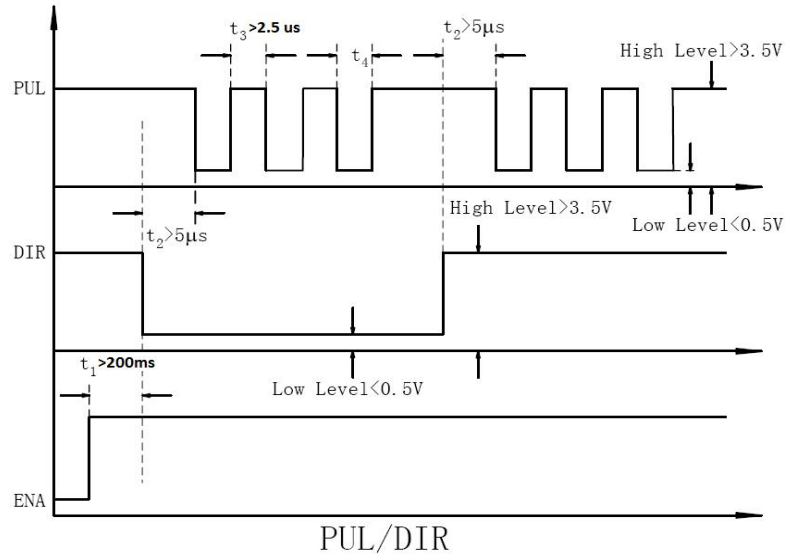 t3>2.5 us
t4
t2>5μs
High Level>3.5V
PUL
t2>5μs
High Level>3.5V
Low Level<0.5V
DIR
t1>200ms
Low Level<0.5V
ENA
PUL/DIR